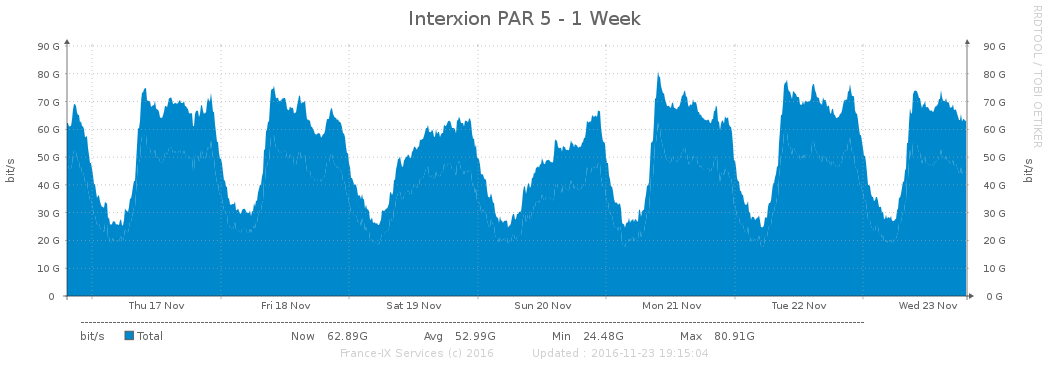 Interxion PAR 5 - 1 Week
RRDTOOL / TOBI OETIKER
90 G 90 G
80 G 80 G
70 G 70 G
60 G 60 G
50 G 50 G
40 G 40 G
30 G 30 G
20 G 20 G
10 G 10 G
0 0 G
bit/s bit/s
Thu 17 Nov Fri 18 Nov Sat 19 Nov Sun 20 Nov Mon 21 Nov Tue 22 Nov Wed 23 Nov
bit/s Total Now 62.89G Avg 52.99G Min 24.48G Max 80.91G
France-IX Services (c) 2016 Updated : 2016-11-23 19:15:04